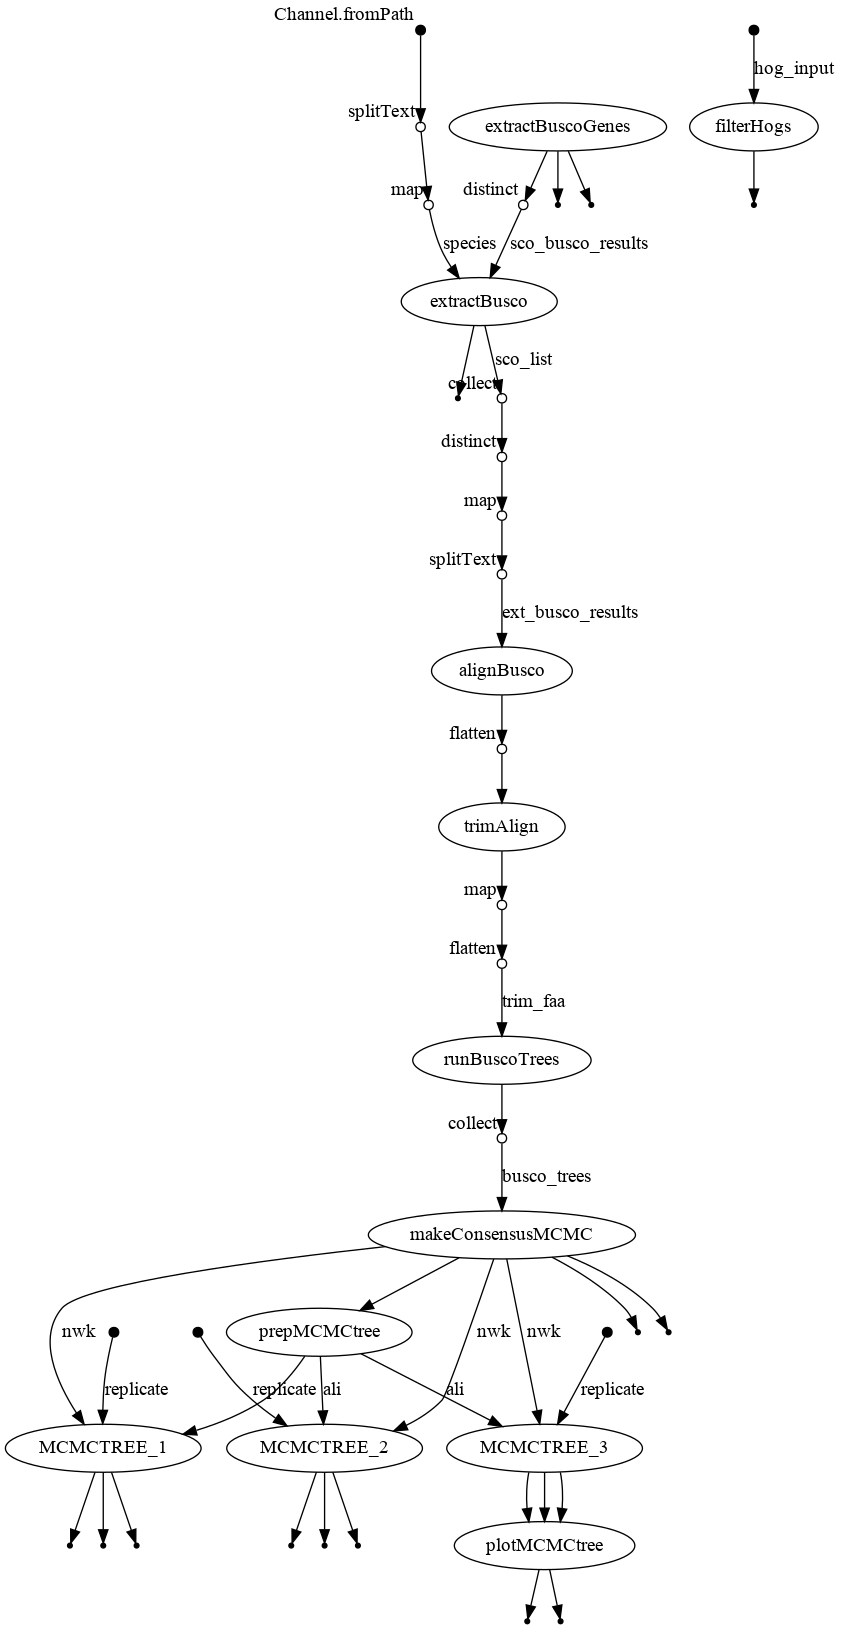 Channel.fromPath
hog_input
splitText
extractBuscoGenes
filterHogs
map
distinct
species
sco_busco_results
extractBusco
sco_list
collect
distinct
map
splitText
ext_busco_results
alignBusco
flatten
trimAlign
map
flatten
trim_faa
runBuscoTrees
collect
busco_trees
makeConsensusMCMC
nwk
prepMCMCtree
nwk
nwk
replicate
replicate
ali
ali
replicate
MCMCTREE_1
MCMCTREE_2
MCMCTREE_3
plotMCMCtree